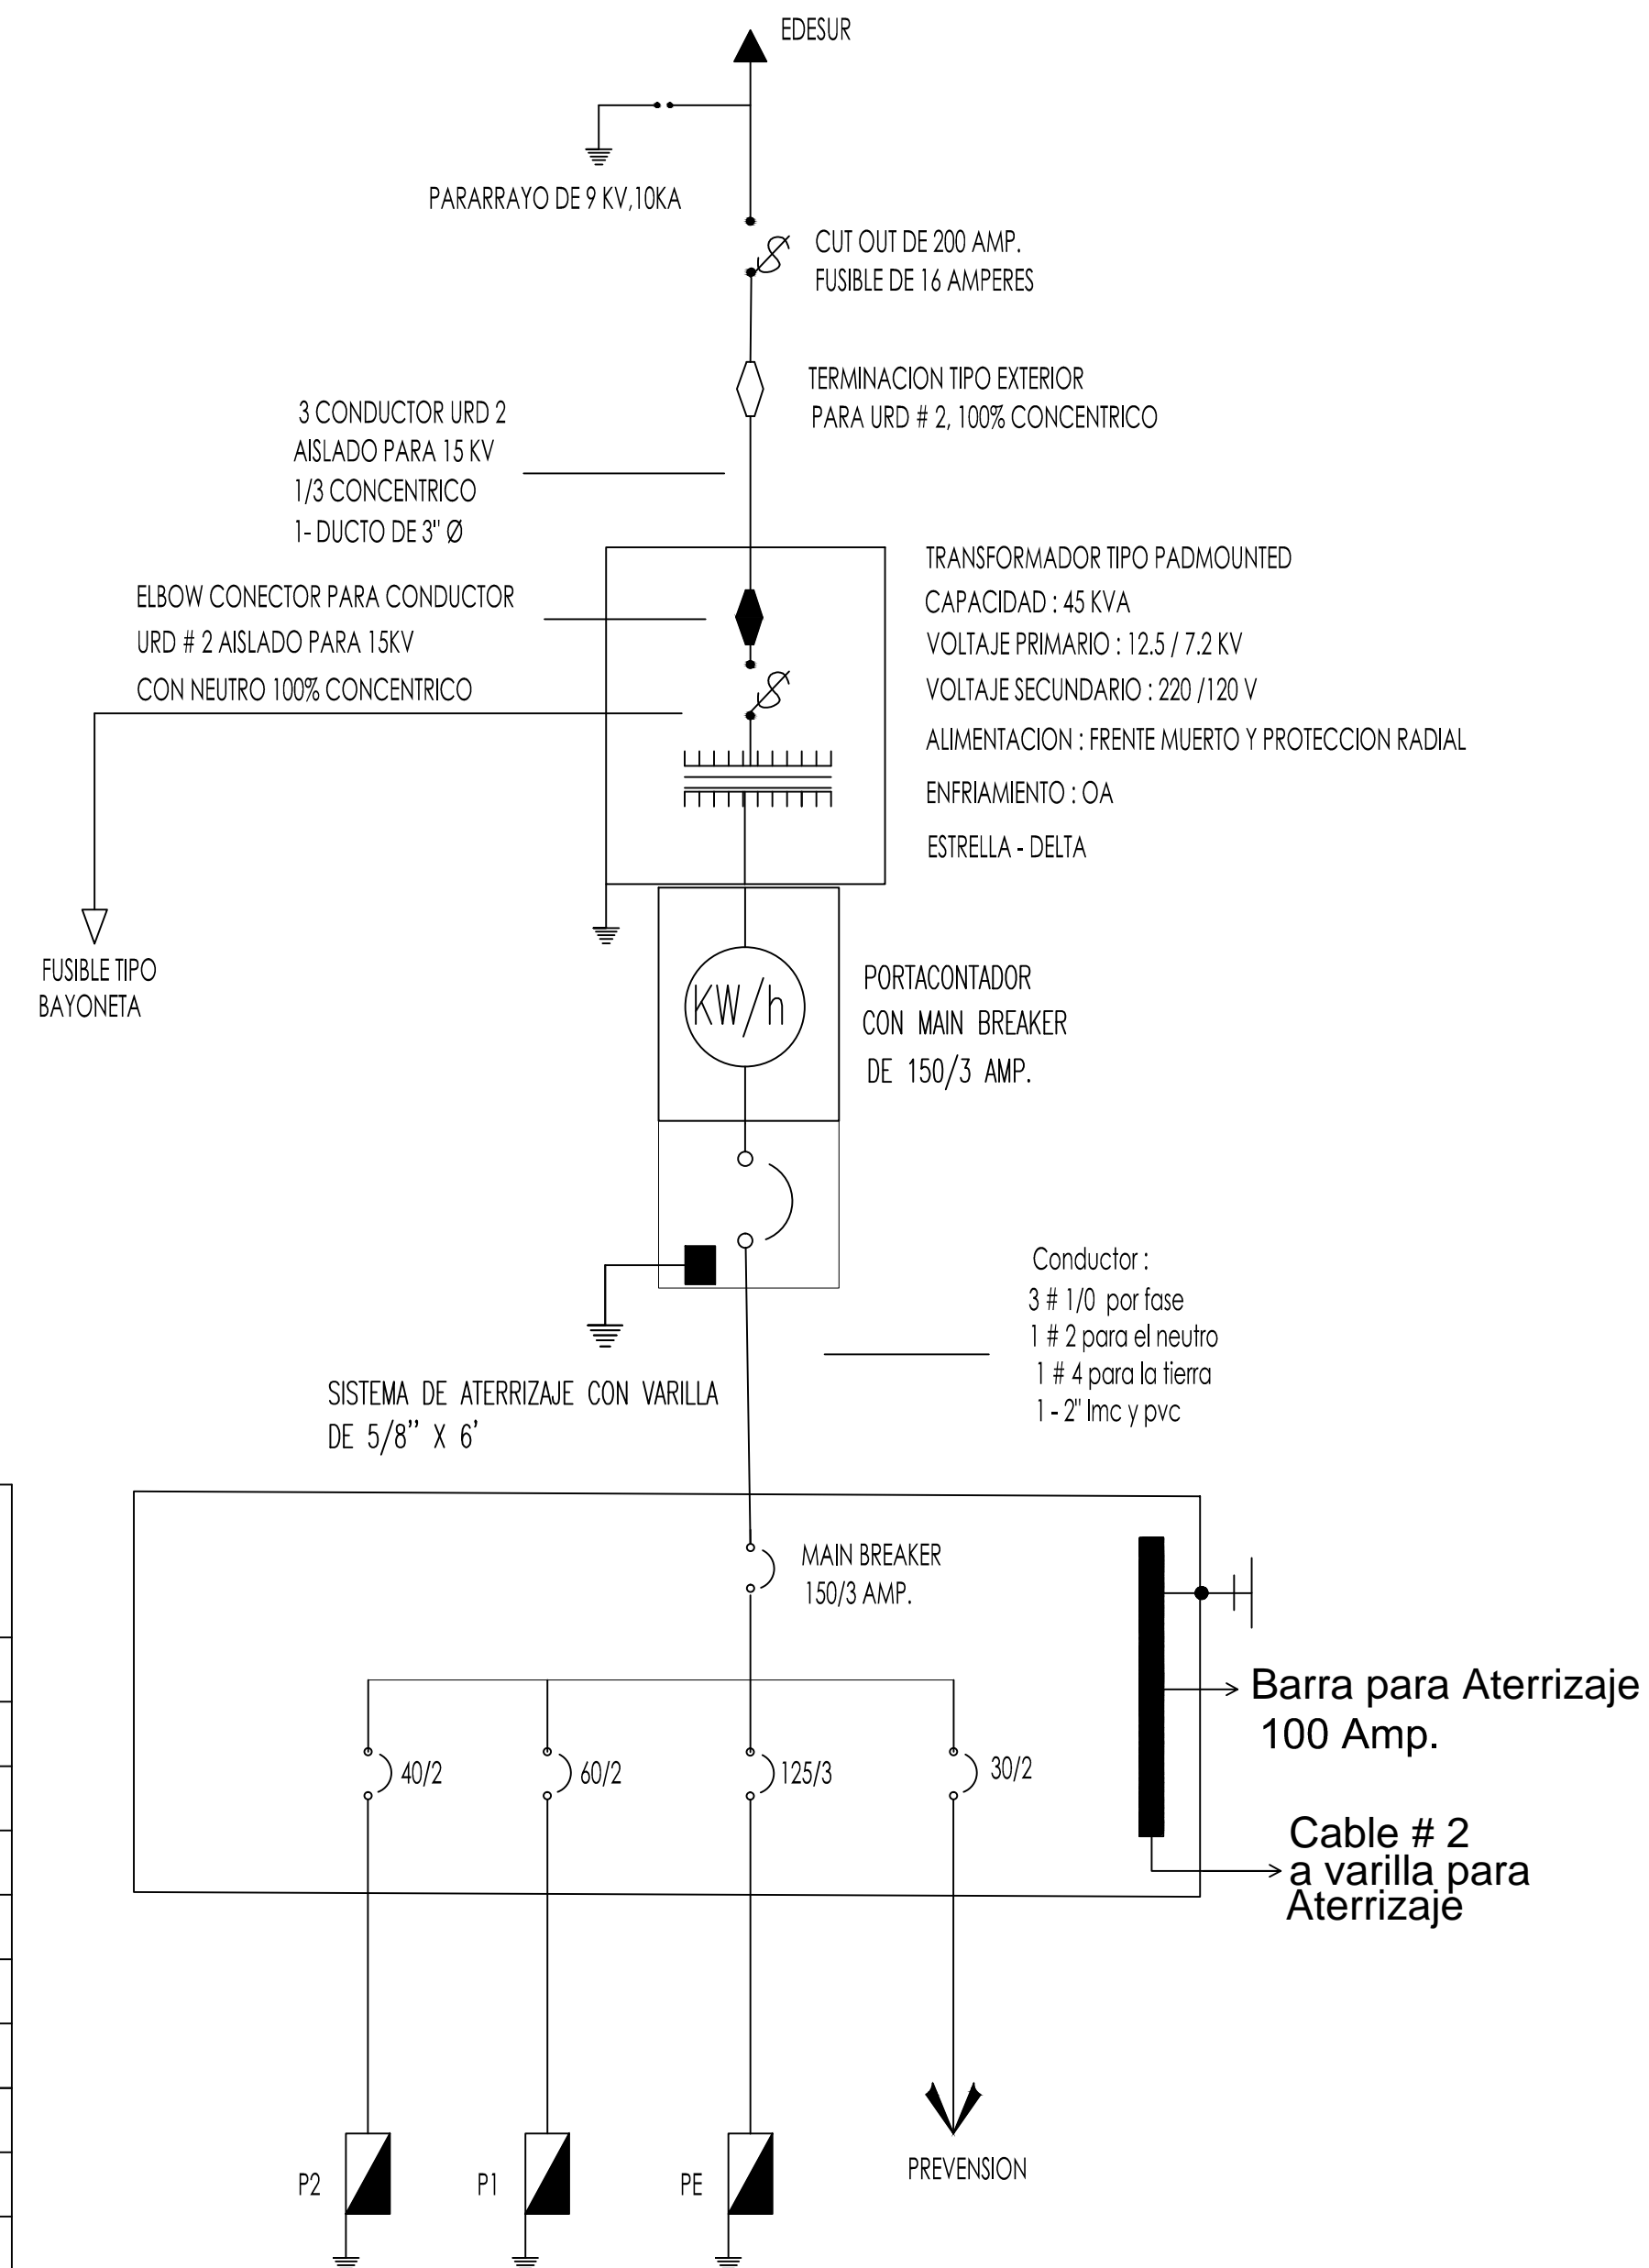 EDESUR
PARARRAYO DE 9 KV,10KA
CUT OUT DE 200 AMP.
FUSIBLE DE 16 AMPERES
TERMINACION TIPO EXTERIOR
PARA URD # 2, 100% CONCENTRICO
3 CONDUCTOR URD 2
AISLADO PARA 15 KV
1/3 CONCENTRICO
1- DUCTO DE 3" Ø
ELBOW CONECTOR PARA CONDUCTOR
URD # 2 AISLADO PARA 15KV
CON NEUTRO 100% CONCENTRICO
TRANSFORMADOR TIPO PADMOUNTED
CAPACIDAD : 45 KVA
VOLTAJE PRIMARIO : 12.5 / 7.2 KV
VOLTAJE SECUNDARIO : 220 /120 V
ALIMENTACION : FRENTE MUERTO Y PROTECCION RADIAL
ENFRIAMIENTO : OA
ESTRELLA - DELTA
FUSIBLE TIPO
BAYONETA
KW/h
PORTACONTADOR
CON MAIN BREAKER
DE 150/3 AMP.
Conductor :
3 # 1/0 por fase
1 # 2 para el neutro
1 # 4 para la tierra
1 - 2" Imc y pvc
SISTEMA DE ATERRIZAJE CON VARILLA
DE 5/8'' X 6'
MAIN BREAKER
150/3 AMP.
Barra para Aterrizaje
100 Amp.
40/2
60/2
125/3
30/2
Cable # 2
a varilla para
Aterrizaje
P2
P1
PE
PREVENSION